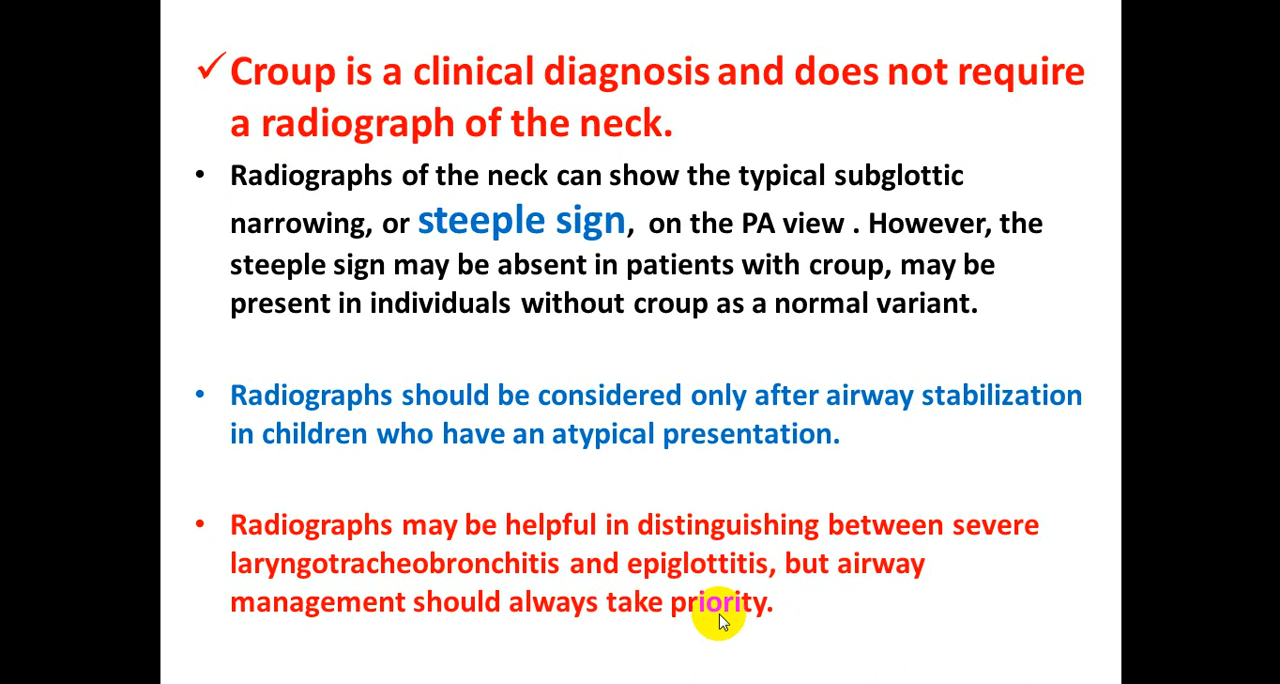 ✓ Croup is a clinical diagnosis and does not require
a radiograph of the neck.
• Radiographs of the neck can show the typical subglottic
narrowing, or steeple sign, on the PA view . However, the
steeple sign may be absent in patients with croup, may be
present in individuals without croup as a normal variant.
• Radiographs should be considered only after airway stabilization
in children who have an atypical presentation.
• Radiographs may be helpful in distinguishing between severe
laryngotracheobronchitis and epiglottitis, but airway
management should always take priority.